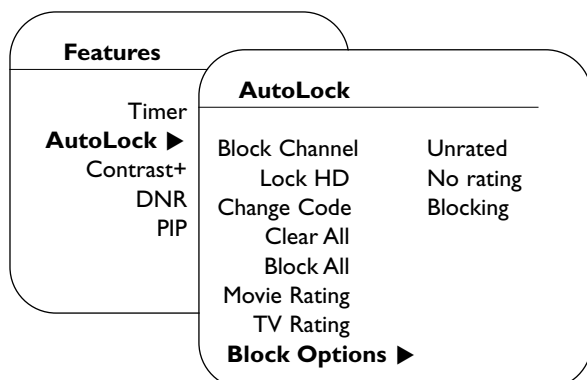 Features
Timer
AutoLock ▶
Contrast+
DNR
PIP
AutoLock
Block Channel
Lock HD
Change Code
Clear All
Block All
Movie Rating
TV Rating
Block Options ▶
Unrated
No rating
Blocking